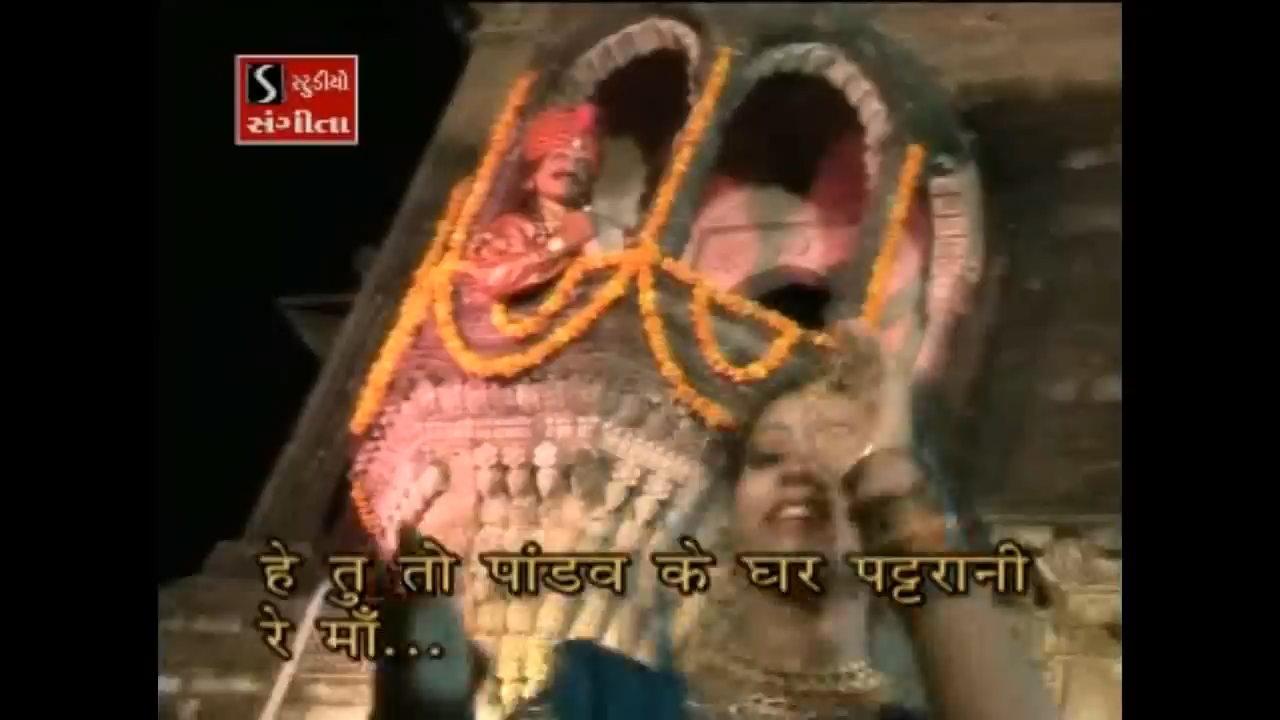 S સ્ટુડીયો
સંગીતા
हे तु तो पांडव के घर पट्टरानी
रे माँ...